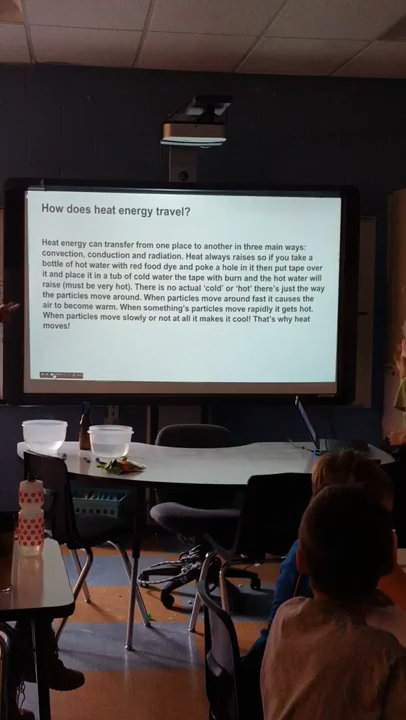 How does heat energy travel?
Heat energy can transfer from one place to another in three main ways:
convection, conduction and radiation. Heat always raises so if you take a
bottle of hot water with red food dye and poke a hole in it then put tape over
it and place it in a tub of cold water the tape with burn and the hot water will
raise (must be very hot). There is no actual 'cold' or 'hot' there's just the way
the particles move around. When particles move around fast it causes the
air to become warm. When something's particles move rapidly it gets hot.
When particles move slowly or not at all it makes it cool! That's why heat
moves!